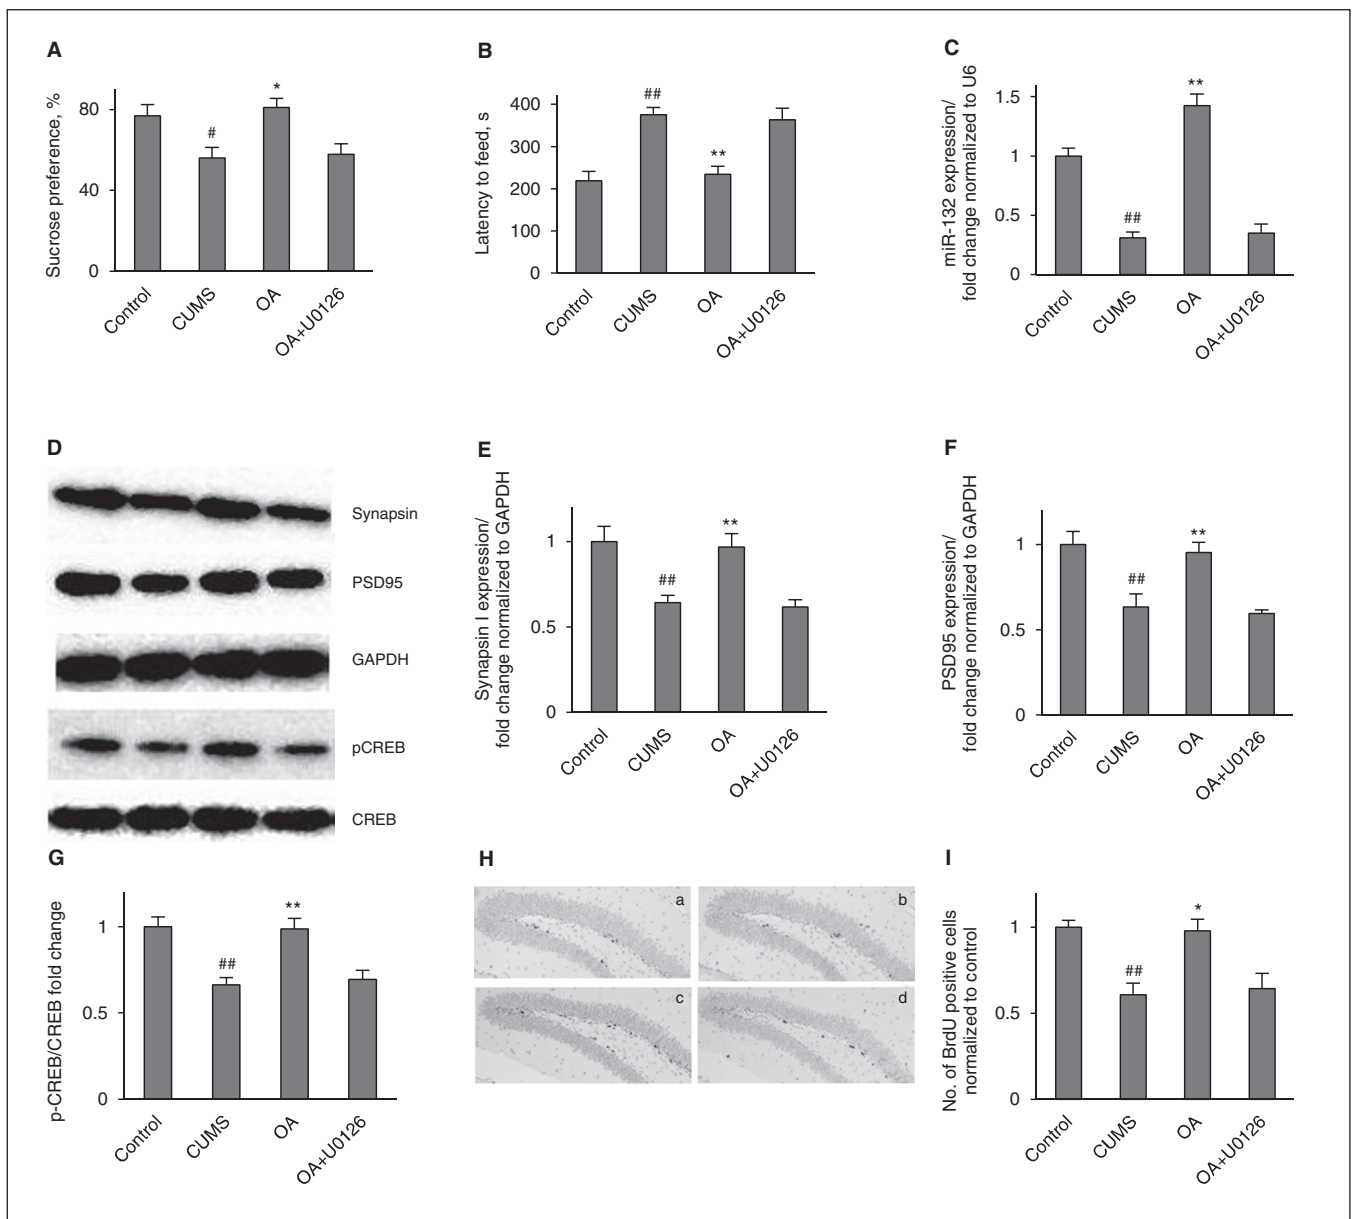 A
Sucrose preference, %
80
40
0
*
#
Control
CUMS
OA
OA+U0126
B
Latency to feed, s
400
300
200
100
0
##
**
Control
CUMS
OA
OA+U0126
C
miR-132 expression/
fold change normalized to U6
1.5
1
0.5
0
**
##
Control
CUMS
OA
OA+U0126
D
Synapsin
PSD95
GAPDH
pCREB
CREB
E
Synapsin I expression/
fold change normalized to GAPDH
1
0.5
0
**
##
Control
CUMS
OA
OA+U0126
F
PSD95 expression/
fold change normalized to GAPDH
1
0.5
0
**
##
Control
CUMS
OA
OA+U0126
G
p-CREB/CREB fold change
1
0.5
0
**
##
Control
CUMS
OA
OA+U0126
H
a
b
c
d
I
No. of BrdU positive cells
normalized to control
1
0.5
0
*
##
Control
CUMS
OA
OA+U0126